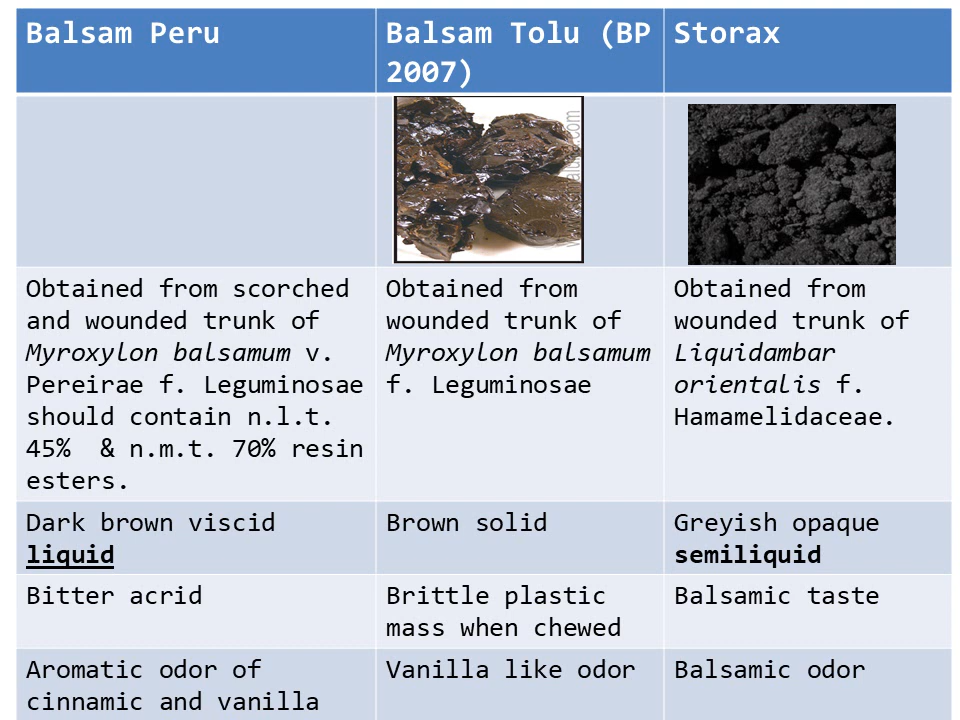 Balsam Peru
Balsam Tolu (BP
2007)
Storax
Obtained from scorched
and wounded trunk of
Myroxylon balsamum v.
Pereirae f. Leguminosae
should contain n.l.t.
45%  & n.m.t. 70% resin
esters.
Obtained from
wounded trunk of
Myroxylon balsamum
f. Leguminosae
Obtained from
wounded trunk of
Liquidambar
orientalis f.
Hamamelidaceae.
Dark brown viscid
liquid
Brown solid
Greyish opaque
semiliquid
Bitter acrid
Brittle plastic
mass when chewed
Balsamic taste
Aromatic odor of
cinnamic and vanilla
Vanilla like odor
Balsamic odor